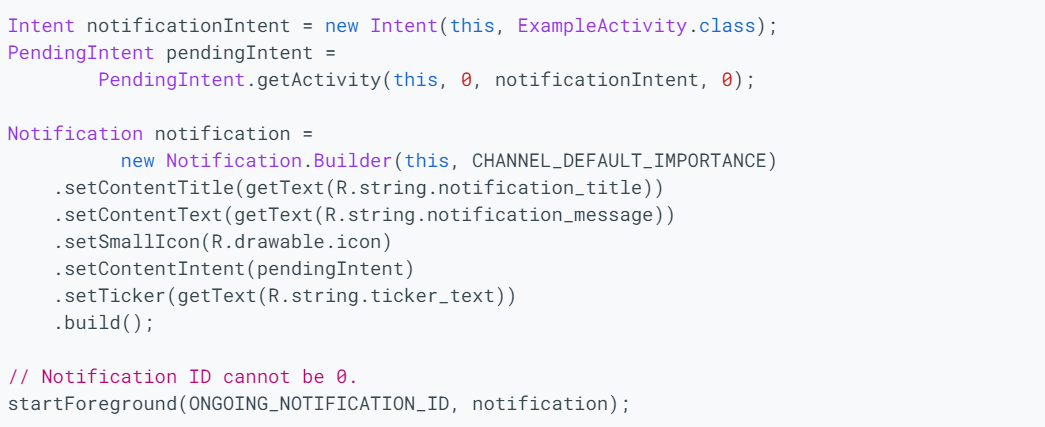 Intent notificationIntent = new Intent(this, ExampleActivity.class);
PendingIntent pendingIntent =
        PendingIntent.getActivity(this, 0, notificationIntent, 0);

Notification notification =
          new Notification.Builder(this, CHANNEL_DEFAULT_IMPORTANCE)
    .setContentTitle(getText(R.string.notification_title))
    .setContentText(getText(R.string.notification_message))
    .setSmallIcon(R.drawable.icon)
    .setContentIntent(pendingIntent)
    .setTicker(getText(R.string.ticker_text))
    .build();

// Notification ID cannot be 0.
startForeground(ONGOING_NOTIFICATION_ID, notification);